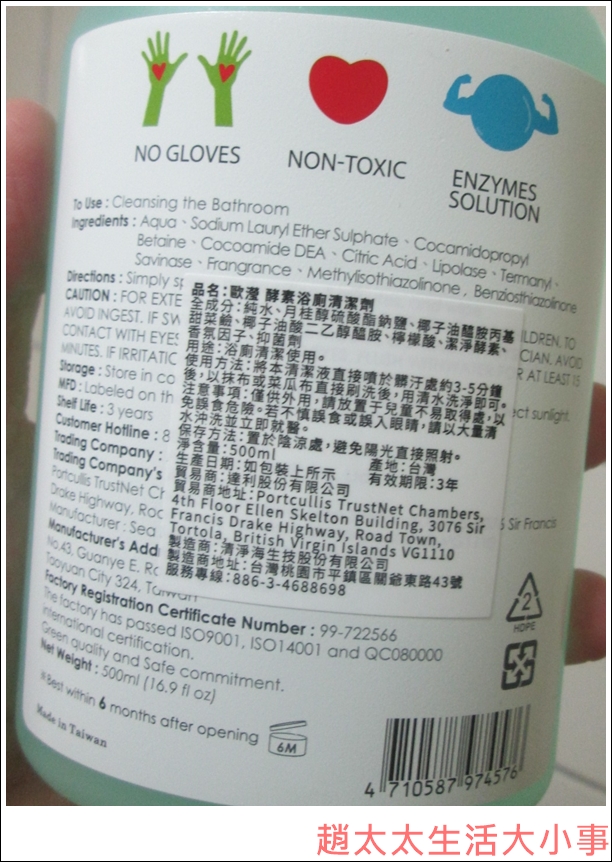 NO GLOVES
NON-TOXIC
ENZYMES
SOLUTION
To Use : Cleansing the Bathroom
Ingredients : Aqua、Sodium Lauryl Ether Sulphate、Cocamidopropyl
Betaine、Cocoamide DEA、Citric Acid、Lipolase、Termanyl、
Savinase、Frangrance、Methylisothiazolinone、Benziosthiazolinone
Directions : Simply
CAUTION : FOR EXTE
ILDREN. TO
AVOID INGEST. IF SW
CIAN, AVOID
CONTACT WITH EYES
R AT LEAST 15
MINUTES. IF IRRITATIC
Storage : Store in co
ect sunlight.
MFD : Labeled on th
Shelf Life : 3 years
Customer Hotline : 8
Trading Company :
Trading Company's
Portcullis TrustNet Ch
Sir Francis
Drake Highway, Roa
Manufacturer : Sea
Manufacturer's Addr
No.43, Guanye E. Ro
Taoyuan City 324, Taiwan
品名：歐瀅 酵素浴廁清潔劑
全成分：純水、月桂醇硫酸酯鈉鹽、椰子油醯胺丙基
甜菜鹼、椰子油酸二乙醇醯胺、檸檬酸、潔淨酵素、
香氛因子、抑菌劑
用途：浴廁清潔使用。
使用方法：將本清潔液直接噴於髒汙處約3-5分鐘
後，以抹布或菜瓜布直接刷洗後，用清水洗淨即可。
注意事項：僅供外用，請放置于兒童不易取得處，以
免誤食危險。若不慎誤食或誤入眼睛，請以大量清
水沖洗並立即就醫。
保存方法：置於陰涼處，避免陽光直接照射。
淨含量：500ml 產地：台灣
生產日期：如包裝上所示 有效期限：3年
貿易商：達利股份有限公司
貿易商地址：Portcullis TrustNet Chambers,
4th Floor Ellen Skelton Building, 3076 Sir
Francis Drake Highway, Road Town,
Tortola, British Virgin Islands VG1110
製造商：清淨海生技股份有限公司
製造商地址：台灣桃園市平鎮區關爺東路43號
服務專線：886-3-4688698
Factory Registration Certificate Number : 99-722566
The factory has passed ISO9001, ISO14001 and QC080000
international certification.
Green quality and Safe commitment.
Net Weight : 500ml (16.9 fl oz)
※Best within 6 months after opening
6M
Made in Taiwan
2
HDPE
4 710587 974576
趙太太生活大小事